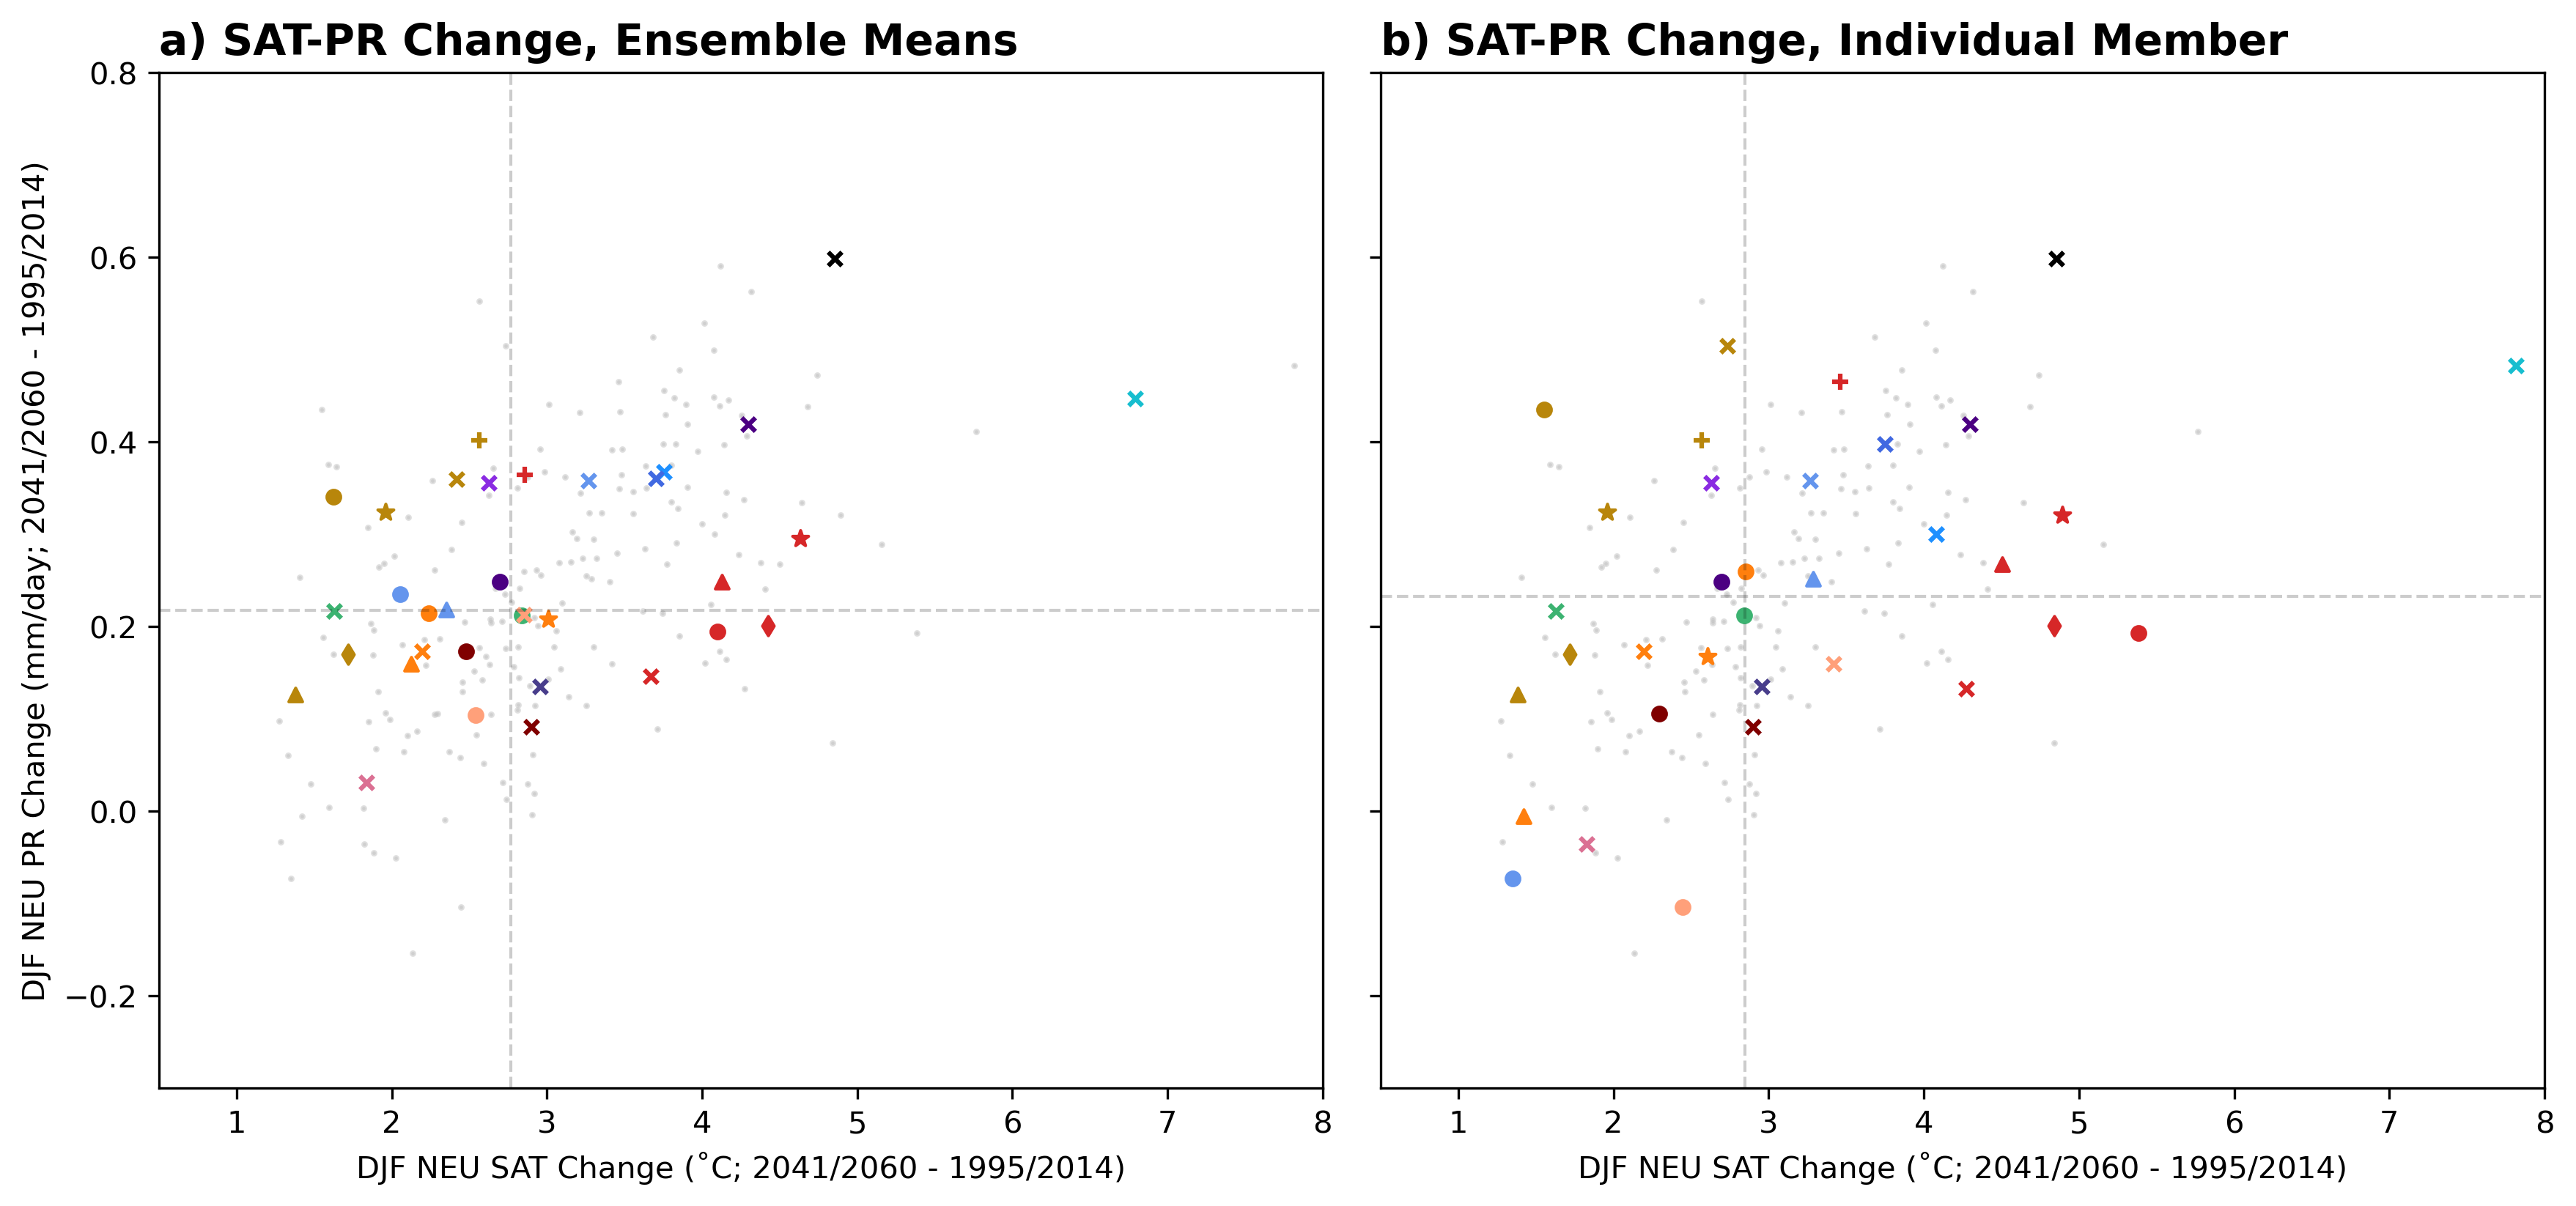 a) SAT-PR Change, Ensemble Means
b) SAT-PR Change, Individual Member
DJF NEU PR Change (mm/day; 2041/2060 - 1995/2014)
0.8
0.6
0.4
0.2
0.0
−0.2
1 2 3 4 5 6 7 8
1 2 3 4 5 6 7 8
DJF NEU SAT Change (˚C; 2041/2060 - 1995/2014)
DJF NEU SAT Change (˚C; 2041/2060 - 1995/2014)